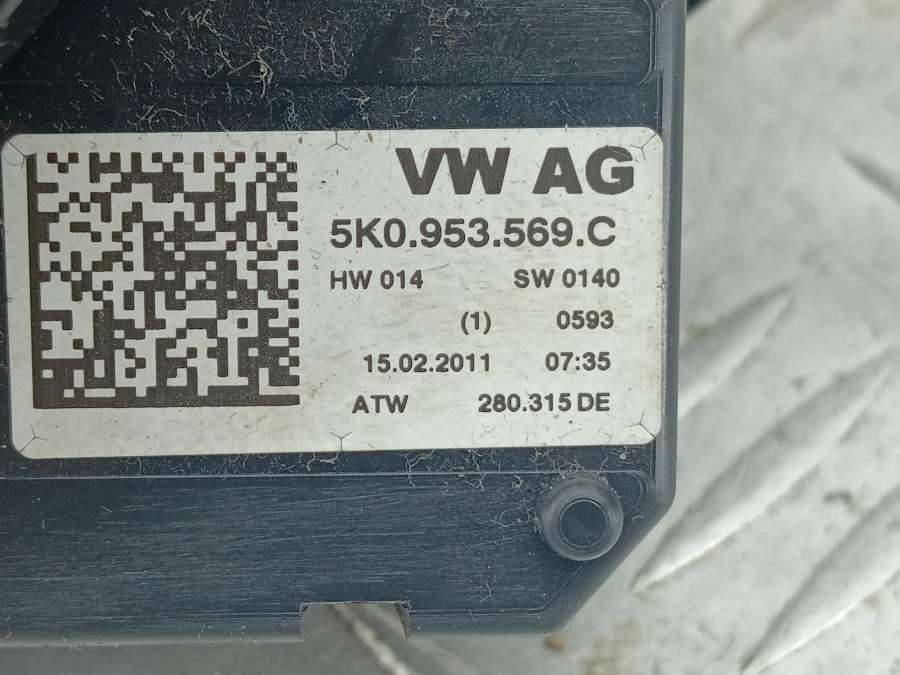 VW AG
5K0.953.569.C
HW 014 SW 0140
(1) 0593
15.02.2011 07:35
ATW 280.315 DE